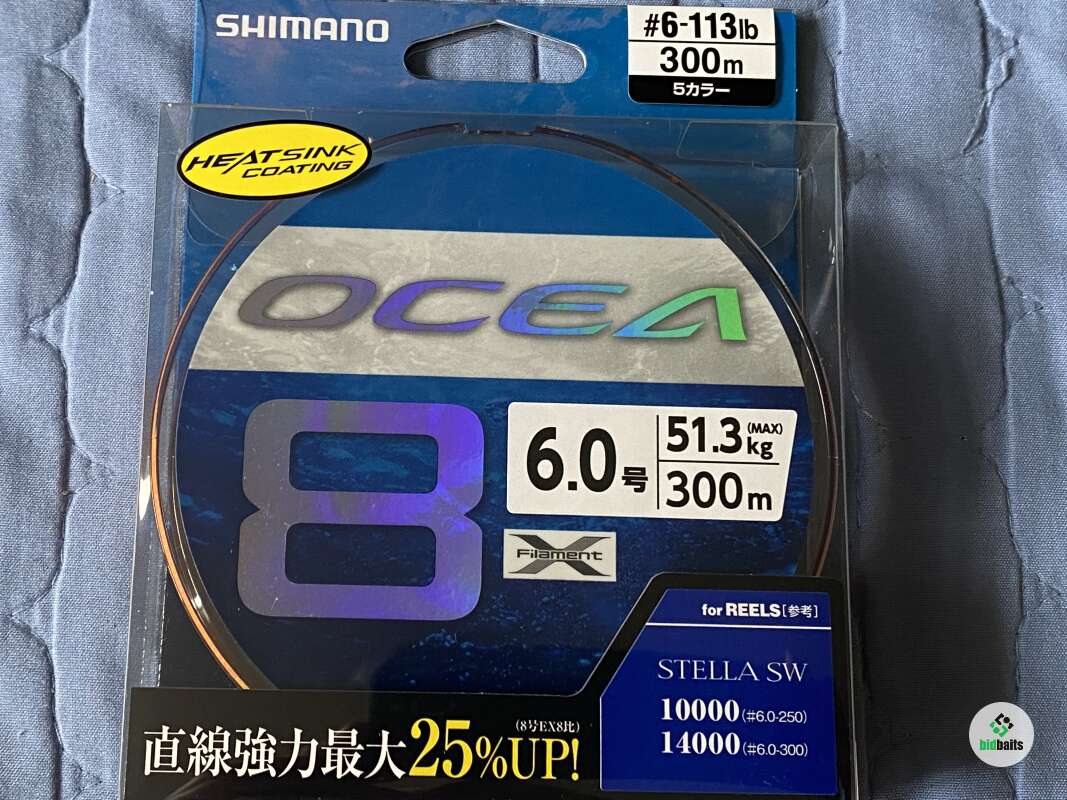 SHIMANO
#6-113lb
300m
5カラー
HEATSINK
COATING
OCEA
8
6.0号
51.3kg (MAX)
300m
X Filament
for REELS[参考]
STELLA SW
10000(#6.0-250)
14000(#6.0-300)
(8号EX8比)
直線強力最大25%UP!
bidbaits